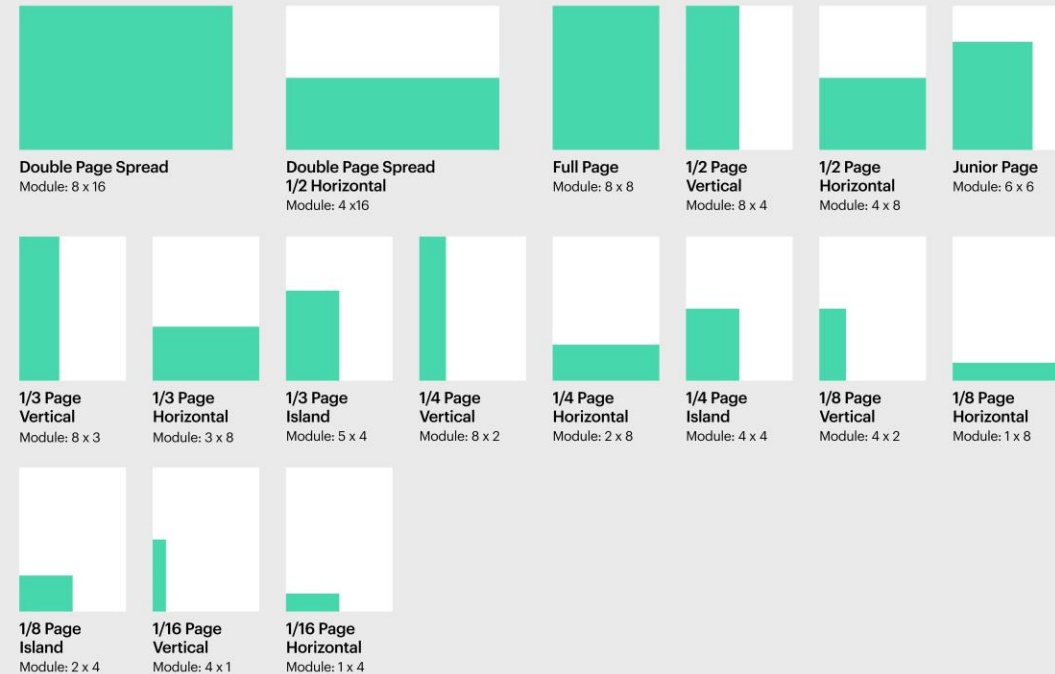 Double Page Spread
Module: 8 x 16
Double Page Spread
1/2 Horizontal
Module: 4 x16
Full Page
Module: 8 x 8
1/2 Page
Vertical
Module: 8 x 4
1/2 Page
Horizontal
Module: 4 x 8
Junior Page
Module: 6 x 6
1/3 Page
Vertical
Module: 8 x 3
1/3 Page
Horizontal
Module: 3 x 8
1/3 Page
Island
Module: 5 x 4
1/4 Page
Vertical
Module: 8 x 2
1/4 Page
Horizontal
Module: 2 x 8
1/4 Page
Island
Module: 4 x 4
1/8 Page
Vertical
Module: 4 x 2
1/8 Page
Horizontal
Module: 1 x 8
1/8 Page
Island
Module: 2 x 4
1/16 Page
Vertical
Module: 4 x 1
1/16 Page
Horizontal
Module: 1 x 4